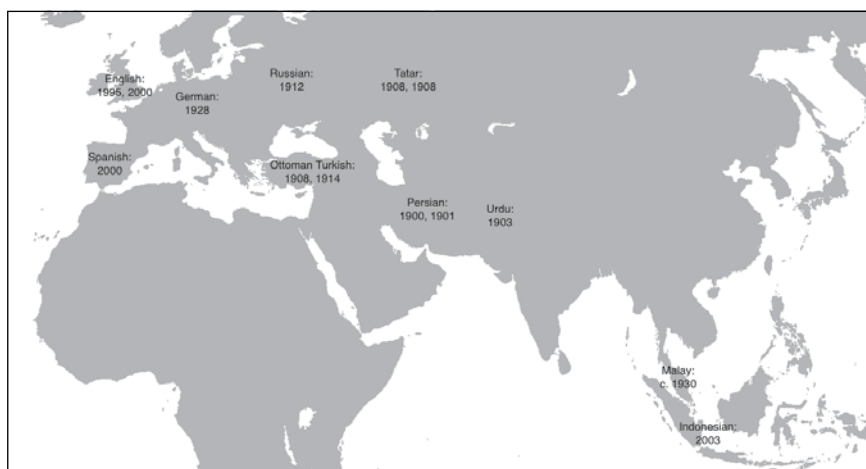 English:
1995, 2000
German:
1928
Russian:
1912
Tatar:
1908, 1908
Spanish:
2000
Ottoman Turkish:
1908, 1914
Persian:
1900, 1901
Urdu:
1903
Malay:
c. 1930
Indonesian:
2003